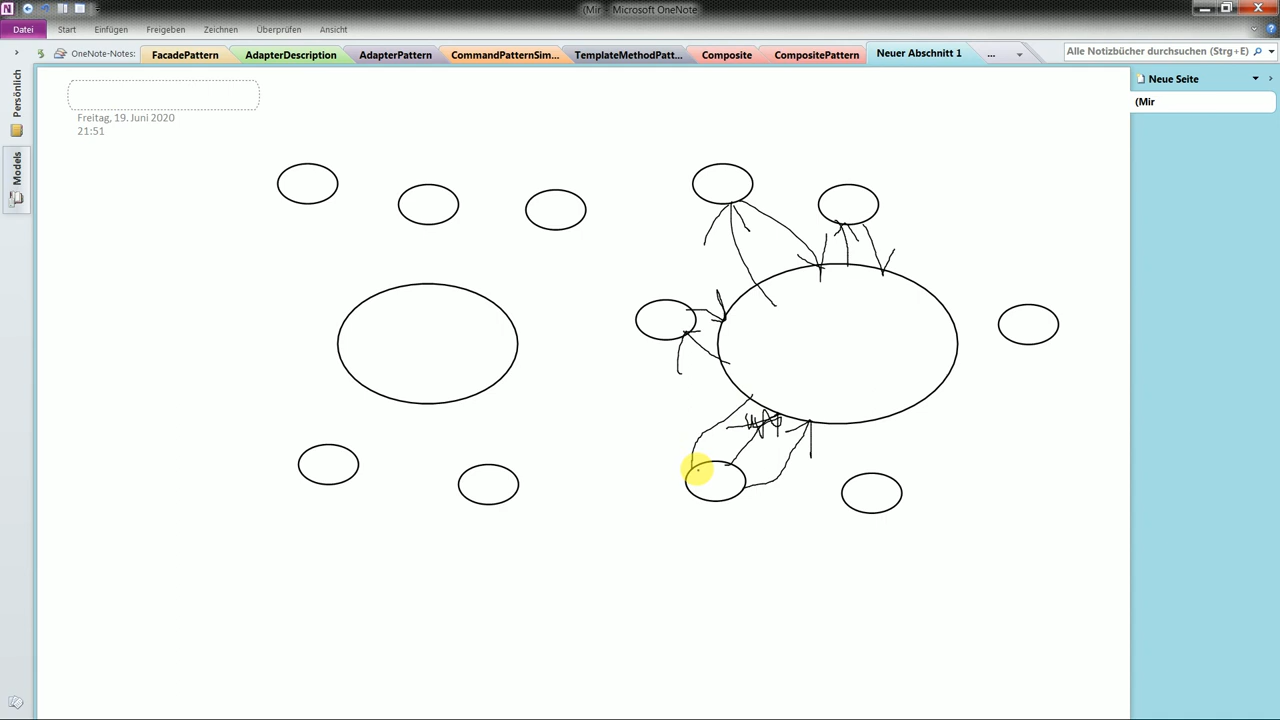 (Mir - Microsoft OneNote
Datei Start Einfügen Freigeben Zeichnen Überprüfen Ansicht
OneNote-Notes: FacadePattern AdapterDescription AdapterPattern CommandPatternSim... TemplateMethodPatt... Composite CompositePattern Neuer Abschnitt 1 ... Alle Notizbücher durchsuchen (Strg+E)
Persönlich
Models
Neue Seite
(Mir
Freitag, 19. Juni 2020
21:51